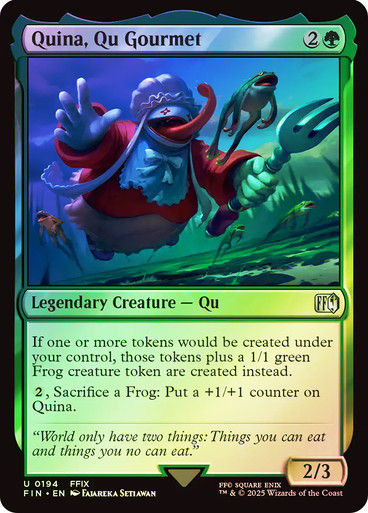 Quina, Qu Gourmet 2
Legendary Creature — Qu
If one or more tokens would be created under
your control, those tokens plus a 1/1 green
Frog creature token are created instead.
2, Sacrifice a Frog: Put a +1/+1 counter on
Quina.
“World only have two things: Things you can eat
and things you no can eat.”
2/3
U 0194 FFIX
FIN • EN Fajareka Setiawan
FF© SQUARE ENIX
™ & © 2025 Wizards of the Coast